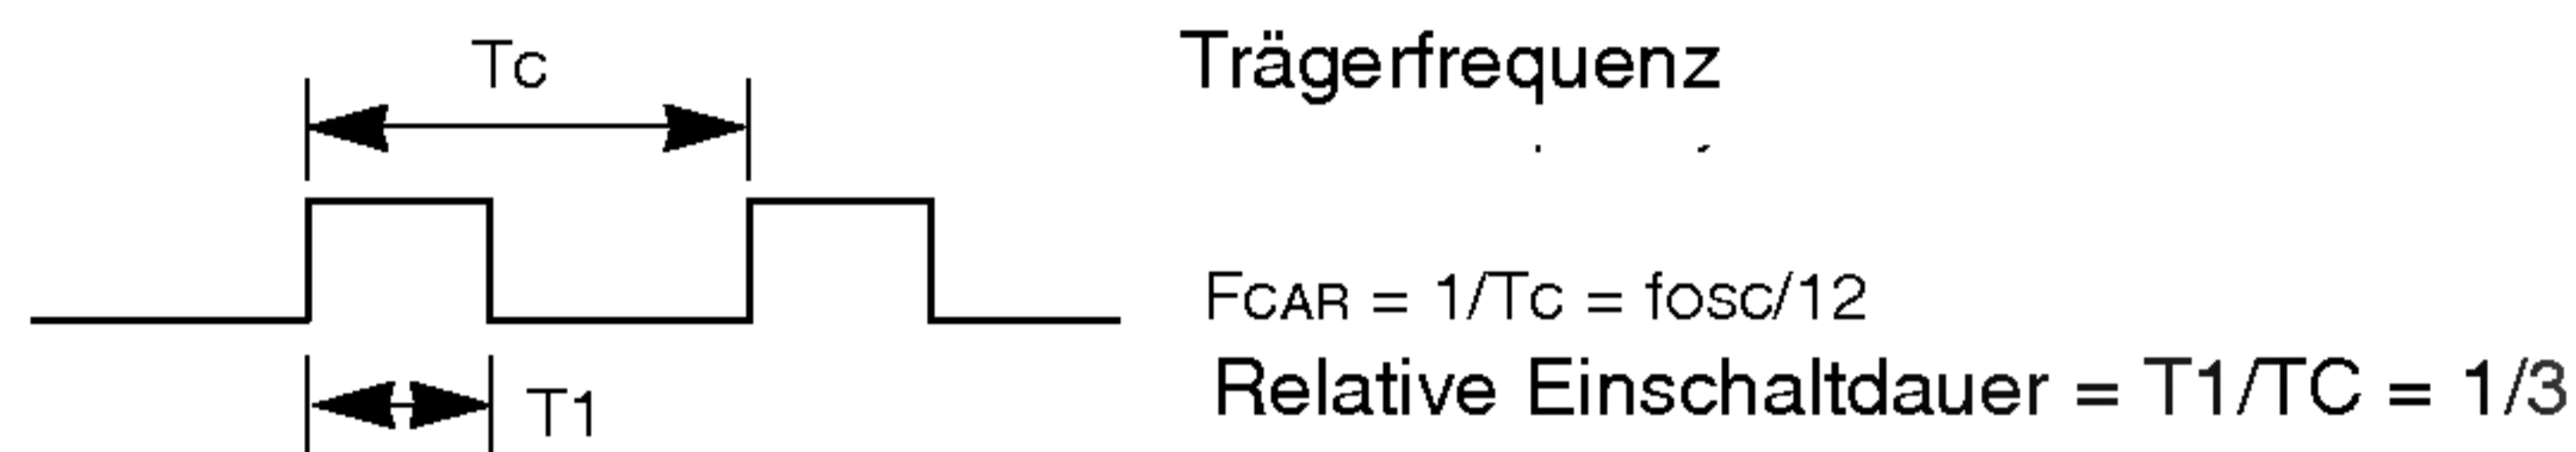 Tc
Trägerfrequenz
FCAR = 1/Tc = fosc/12
Relative Einschaltdauer = T1/TC = 1/3
T1